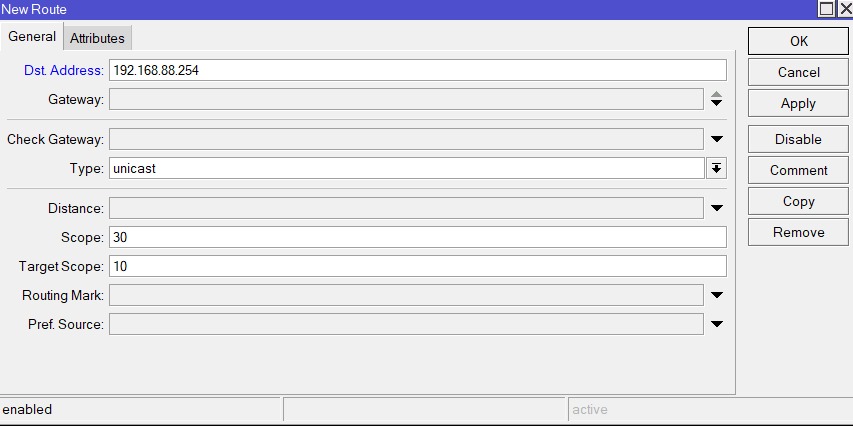 New Route
General Attributes
Dst. Address: 192.168.88.254
Gateway:
Check Gateway:
Type: unicast
Distance:
Scope: 30
Target Scope: 10
Routing Mark:
Pref. Source:
OK
Cancel
Apply
Disable
Comment
Copy
Remove
enabled active